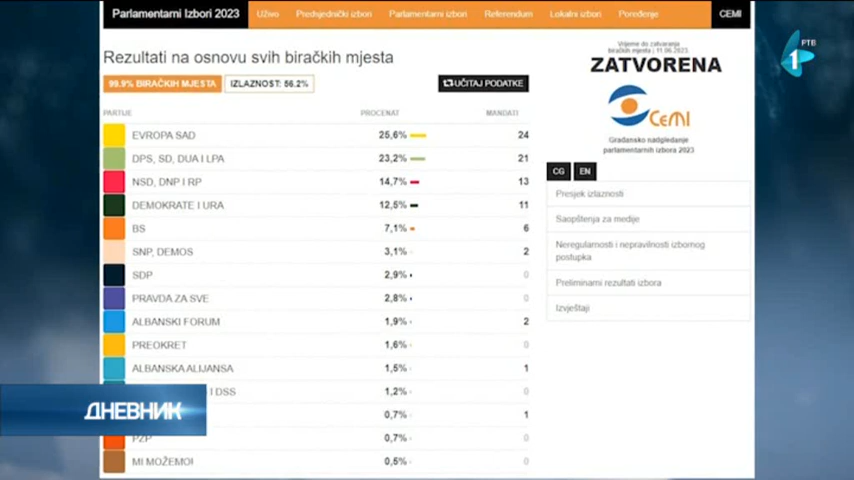 Parlamentarni Izbori 2023
Uživo Predsjednički izbori Parlamentarni Izbori Referendum Lokalni izbori Poređenje
CEMI
РТВ
1
Rezultati na osnovu svih biračkih mjesta
99.9% BIRAČKIH MJESTA IZLAZNOST: 56.2% UČITAJ PODATKE
PARTIJE PROCENAT MANDATI
EVROPA SAD 25,6% 24
DPS, SD, DUA I LPA 23,2% 21
NSD, DNP I RP 14,7% 13
DEMOKRATE I URA 12,5% 11
BS 7,1% 6
SNP, DEMOS 3,1% 2
SDP 2,9% 0
PRAVDA ZA SVE 2,8% 0
ALBANSKI FORUM 1,9% 2
PREOKRET 1,6% 0
ALBANSKA ALIJANSA 1,5% 1
I DSS 1,2% 0
0,7% 1
PZP 0,7% 0
MI MOŽEMO! 0,5% 0
Vrijeme do zatvaranja
biračkih mjesta | 11.06.2023.
ZATVORENA
CeMI
Građansko nadgledanje
parlamentarnih izbora 2023
CG EN
Presjek izlaznosti
Saopštenja za medije
Neregularnosti i nepravilnosti izbornog
postupka
Preliminarni rezultati izbora
Izvještaji
ДНЕВНИК